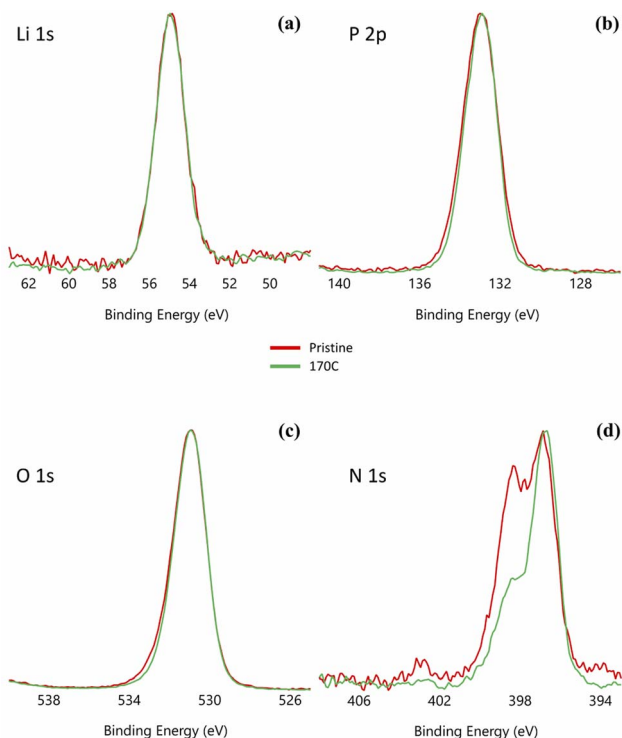 Li 1s (a)
62 60 58 56 54 52 50
Binding Energy (eV)
P 2p (b)
140 136 132 128
Binding Energy (eV)
Pristine
170C
O 1s (c)
538 534 530 526
Binding Energy (eV)
N 1s (d)
406 402 398 394
Binding Energy (eV)